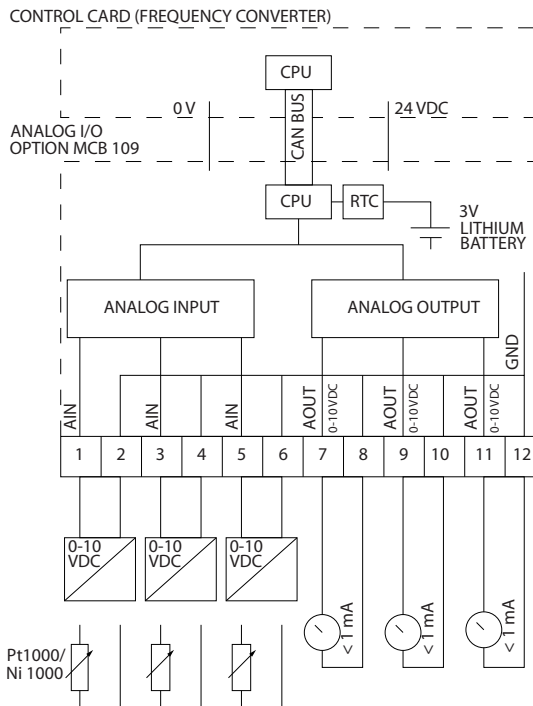 CONTROL CARD (FREQUENCY CONVERTER)
CPU
0 V
24 VDC
CAN BUS
ANALOG I/O
OPTION MCB 109
CPU
RTC
3V
LITHIUM
BATTERY
ANALOG INPUT
ANALOG OUTPUT
GND
AIN
AIN
AIN
AOUT
0-10VDC
AOUT
0-10VDC
AOUT
0-10VDC
1 2 3 4 5 6 7 8 9 10 11 12
0-10
VDC
0-10
VDC
0-10
VDC
< 1 mA
< 1 mA
< 1 mA
Pt1000/
Ni 1000